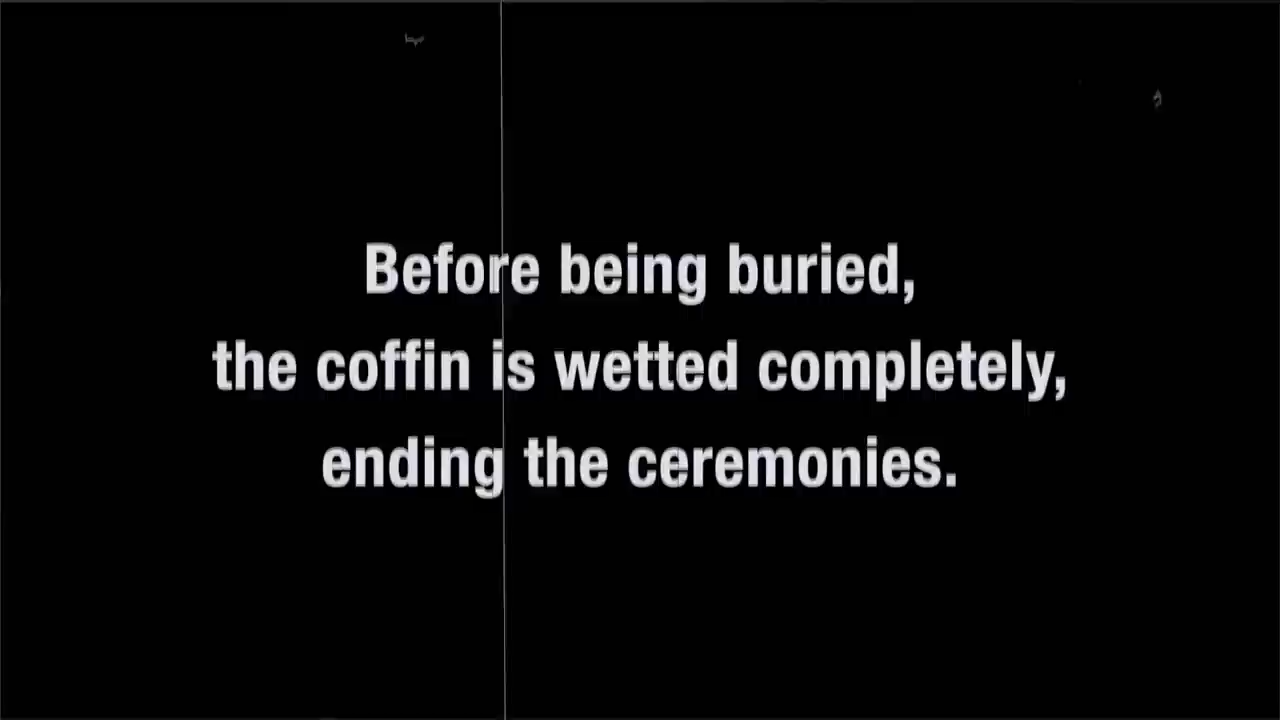 Before being buried,
the coffin is wetted completely,
ending the ceremonies.